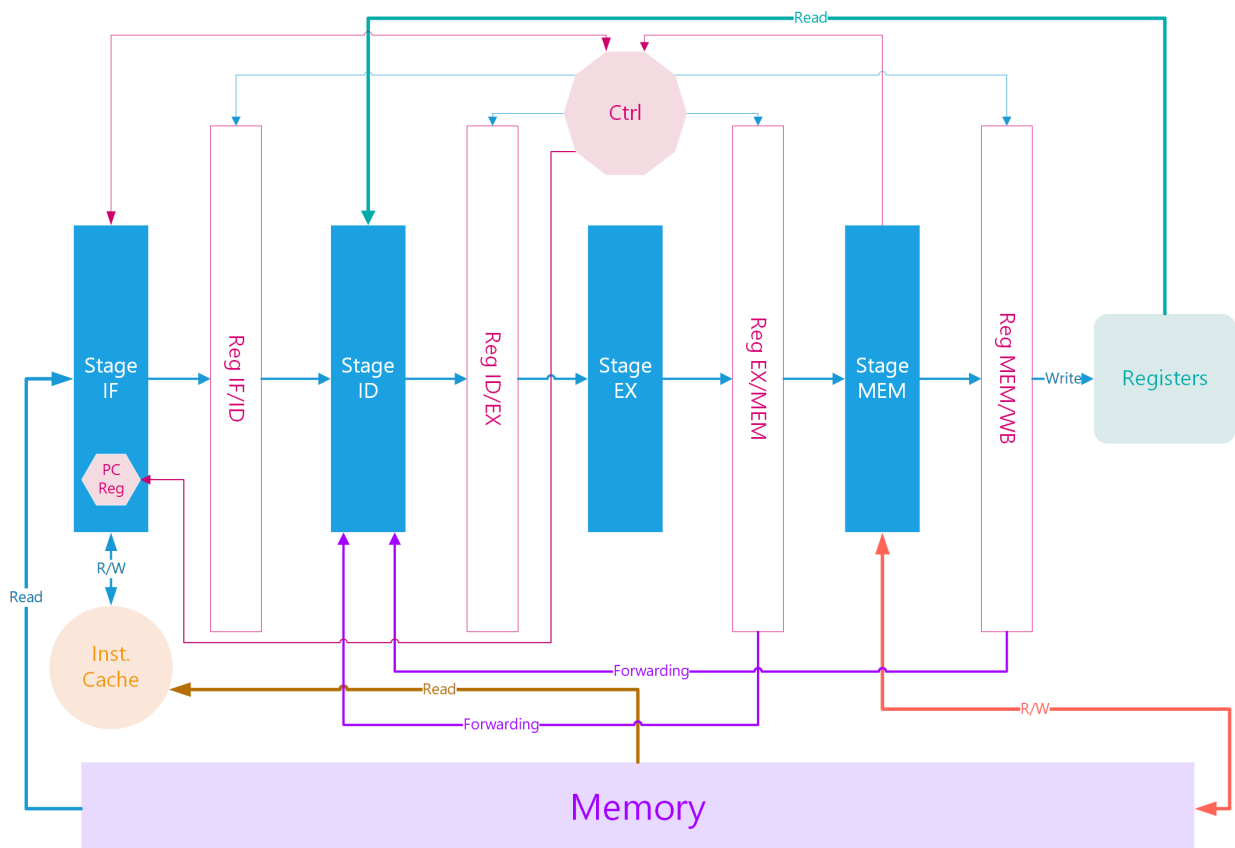 Read
Ctrl
Stage
IF
Reg IF/ID
Stage
ID
Reg ID/EX
Stage
EX
Reg EX/MEM
Stage
MEM
Reg MEM/WB
Write
Registers
PC
Reg
R/W
Read
Inst.
Cache
Forwarding
Read
Forwarding
R/W
Memory